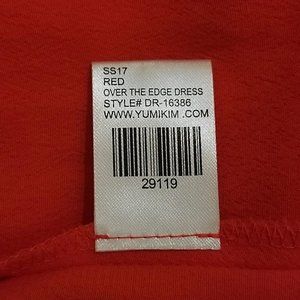 SS17
RED
OVER THE EDGE DRESS
STYLE# DR-16386
WWW.YUMIKIM .COM
29119